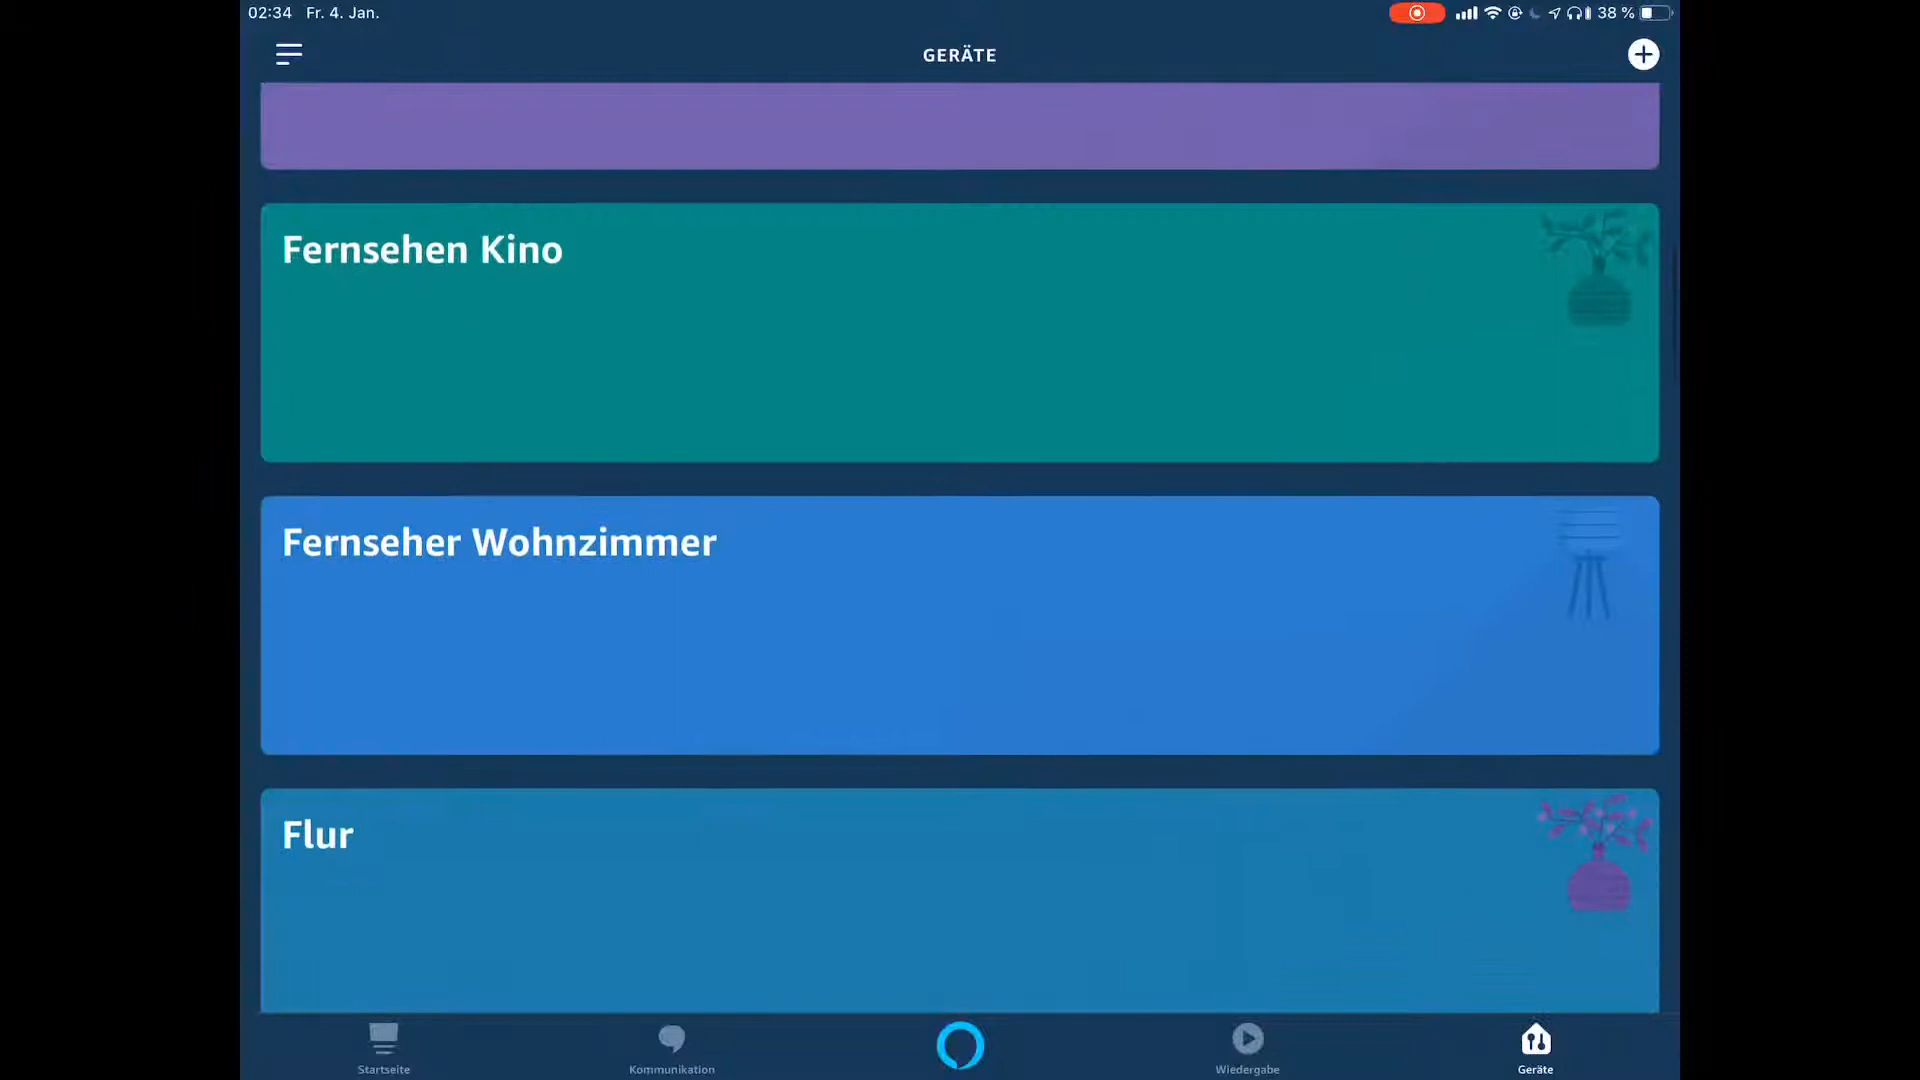 02:34 Fr. 4. Jan.
38 %
GERÄTE
Fernsehen Kino
Fernseher Wohnzimmer
Flur
Startseite
Kommunikation
Wiedergabe
Geräte